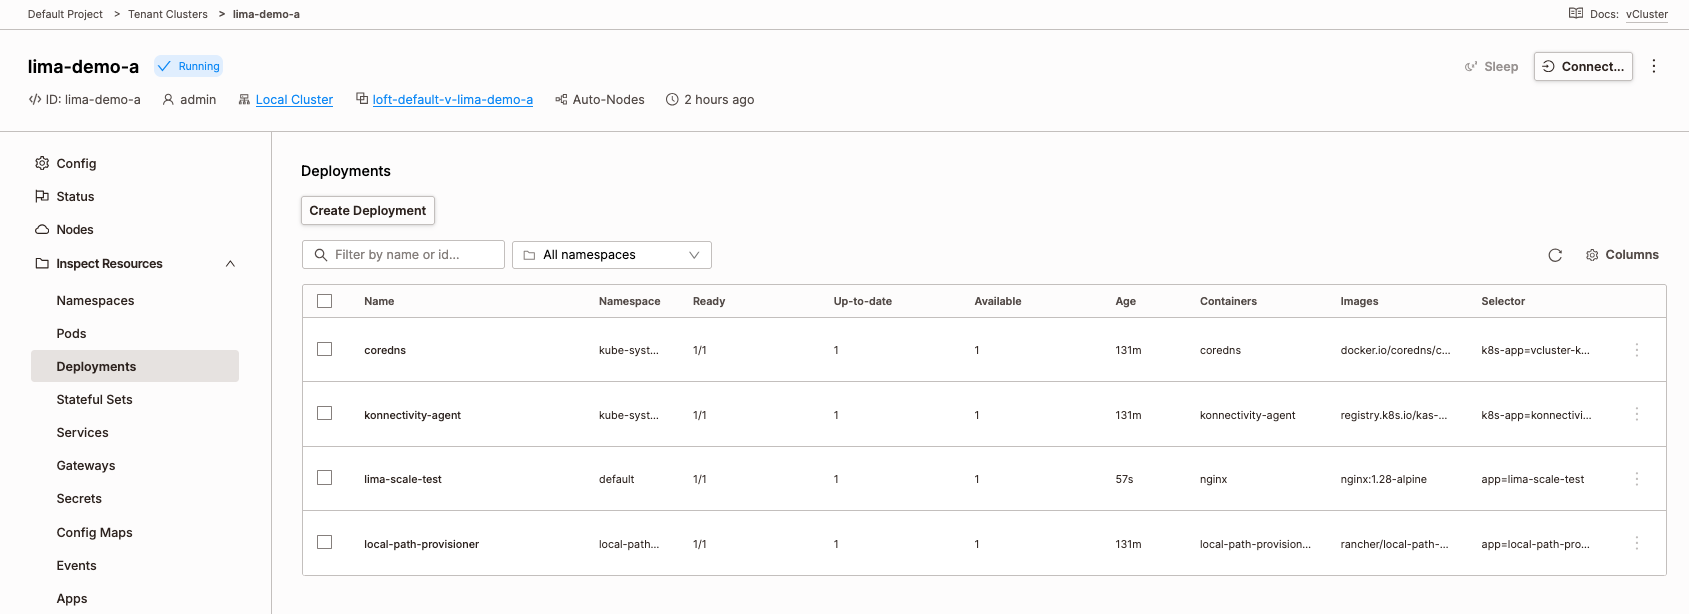 Default Project > Tenant Clusters > lima-demo-a
Docs: vCluster
lima-demo-a Running
Sleep Connect...
ID: lima-demo-a admin Local Cluster loft-default-v-lima-demo-a Auto-Nodes 2 hours ago
Config
Status
Nodes
Inspect Resources
Namespaces
Pods
Deployments
Stateful Sets
Services
Gateways
Secrets
Config Maps
Events
Apps
Deployments
Create Deployment
Filter by name or id... All namespaces
Columns
Name Namespace Ready Up-to-date Available Age Containers Images Selector
coredns kube-syst... 1/1 1 1 131m coredns docker.io/coredns/c... k8s-app=vcluster-k...
konnectivity-agent kube-syst... 1/1 1 1 131m konnectivity-agent registry.k8s.io/kas-... k8s-app=konnectivi...
lima-scale-test default 1/1 1 1 57s nginx nginx:1.28-alpine app=lima-scale-test
local-path-provisioner local-path... 1/1 1 1 131m local-path-provision... rancher/local-path-... app=local-path-pro...